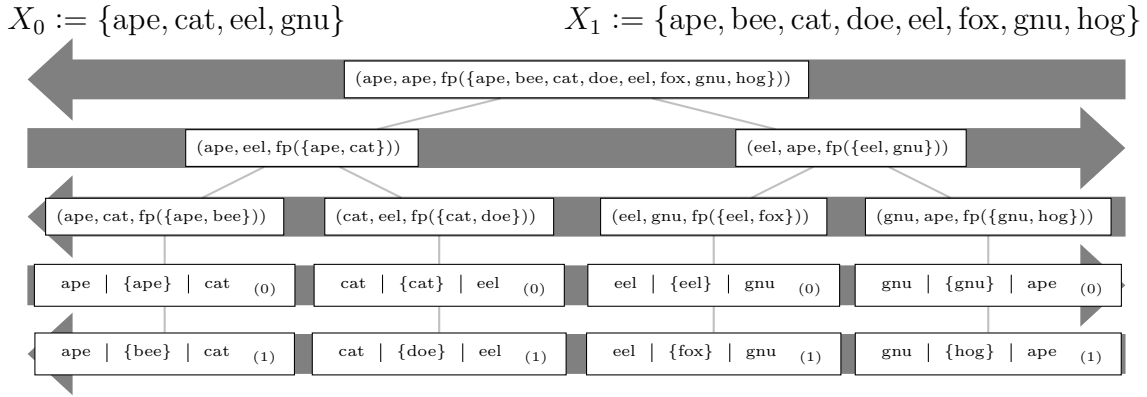 X₀ := {ape, cat, eel, gnu} X₁ := {ape, bee, cat, doe, eel, fox, gnu, hog}
(ape, ape, fp({ape, bee, cat, doe, eel, fox, gnu, hog}))
(ape, eel, fp({ape, cat})) (eel, ape, fp({eel, gnu}))
(ape, cat, fp({ape, bee})) (cat, eel, fp({cat, doe})) (eel, gnu, fp({eel, fox})) (gnu, ape, fp({gnu, hog}))
ape | {ape} | cat (0) cat | {cat} | eel (0) eel | {eel} | gnu (0) gnu | {gnu} | ape (0)
ape | {bee} | cat (1) cat | {doe} | eel (1) eel | {fox} | gnu (1) gnu | {hog} | ape (1)